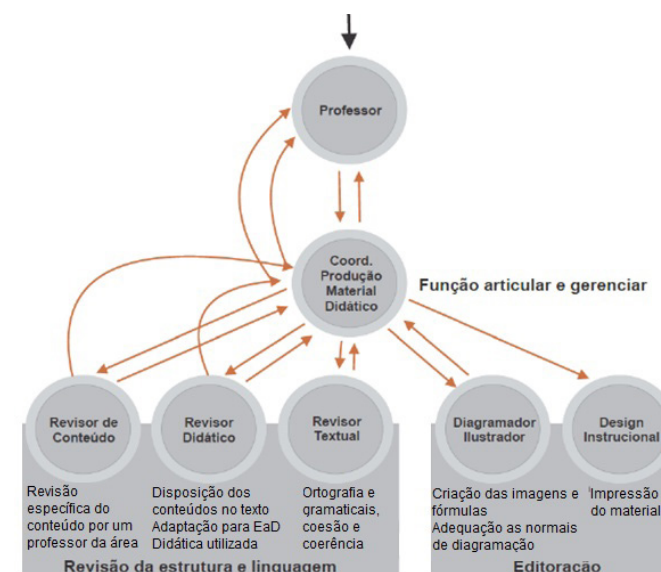 Professor
Coord.
Produção
Material
Didático
Função articular e gerenciar
Revisor de
Conteúdo
Revisor
Didático
Revisor
Textual
Diagramador
Ilustrador
Design
Instrucional
Revisão
específica do
conteúdo por um
professor da área
Disposição dos
conteúdos no texto
Adaptação para EaD
Didática utilizada
Ortografia e
gramaticais,
coesão e
coerência
Criação das imagens e
fórmulas
Adequação as normais
de diagramação
Impressão
do material
Revisão da estrutura e linguagem
Editoração